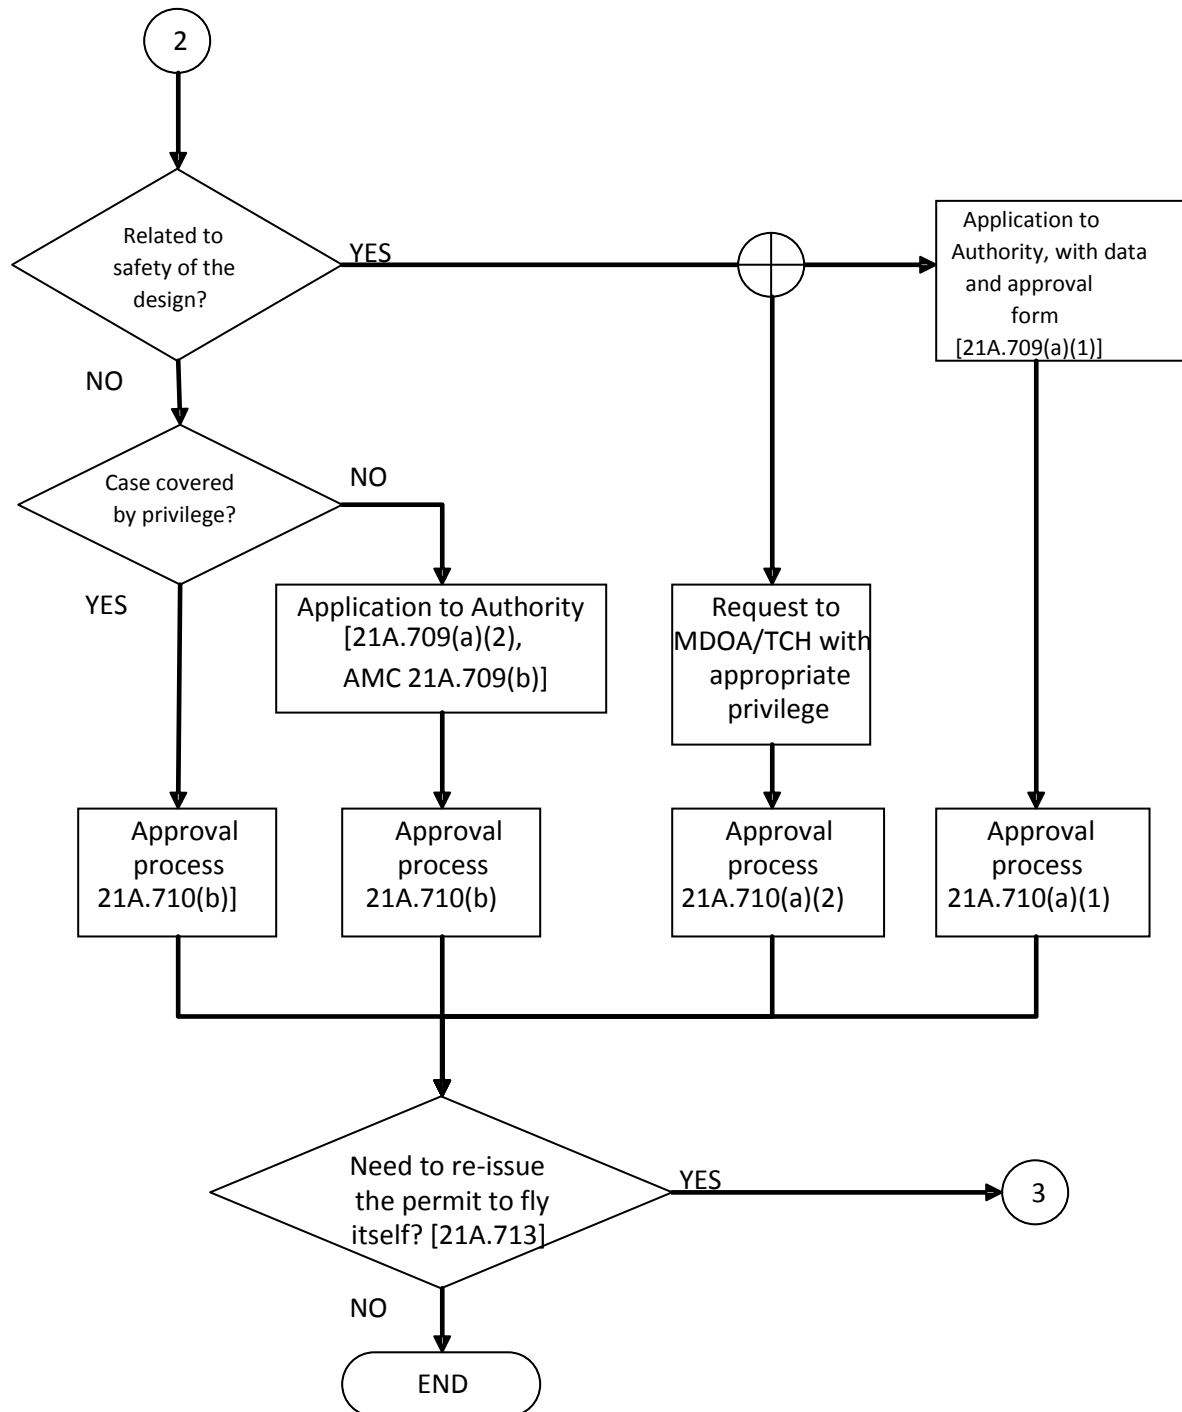 2
Related to
safety of the
design?
YES
Application to
Authority, with data
and approval
form
[21A.709(a)(1)]
NO
Case covered
by privilege?
NO
YES
Application to Authority
[21A.709(a)(2),
AMC 21A.709(b)]
Request to
MDOA/TCH with
appropriate
privilege
Approval
process
21A.710(b)]
Approval
process
21A.710(b)
Approval
process
21A.710(a)(2)
Approval
process
21A.710(a)(1)
Need to re-issue
the permit to fly
itself? [21A.713]
YES
3
NO
END